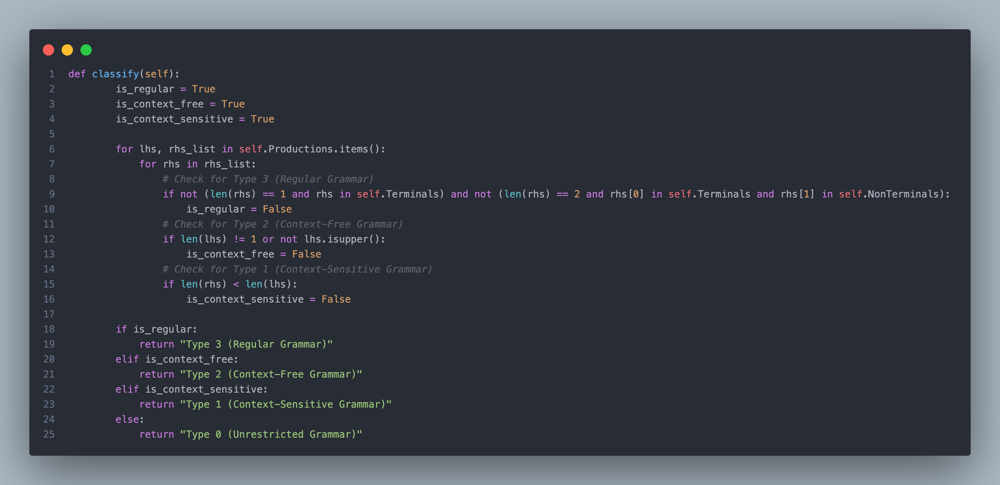 1 def classify(self):
2         is_regular = True
3         is_context_free = True
4         is_context_sensitive = True
5
6         for lhs, rhs_list in self.Productions.items():
7             for rhs in rhs_list:
8                 # Check for Type 3 (Regular Grammar)
9                 if not (len(rhs) == 1 and rhs in self.Terminals) and not (len(rhs) == 2 and rhs[0] in self.Terminals and rhs[1] in self.NonTerminals):
10                     is_regular = False
11                 # Check for Type 2 (Context-Free Grammar)
12                 if len(lhs) != 1 or not lhs.isupper():
13                     is_context_free = False
14                 # Check for Type 1 (Context-Sensitive Grammar)
15                 if len(rhs) < len(lhs):
16                     is_context_sensitive = False
17
18         if is_regular:
19             return "Type 3 (Regular Grammar)"
20         elif is_context_free:
21             return "Type 2 (Context-Free Grammar)"
22         elif is_context_sensitive:
23             return "Type 1 (Context-Sensitive Grammar)"
24         else:
25             return "Type 0 (Unrestricted Grammar)"